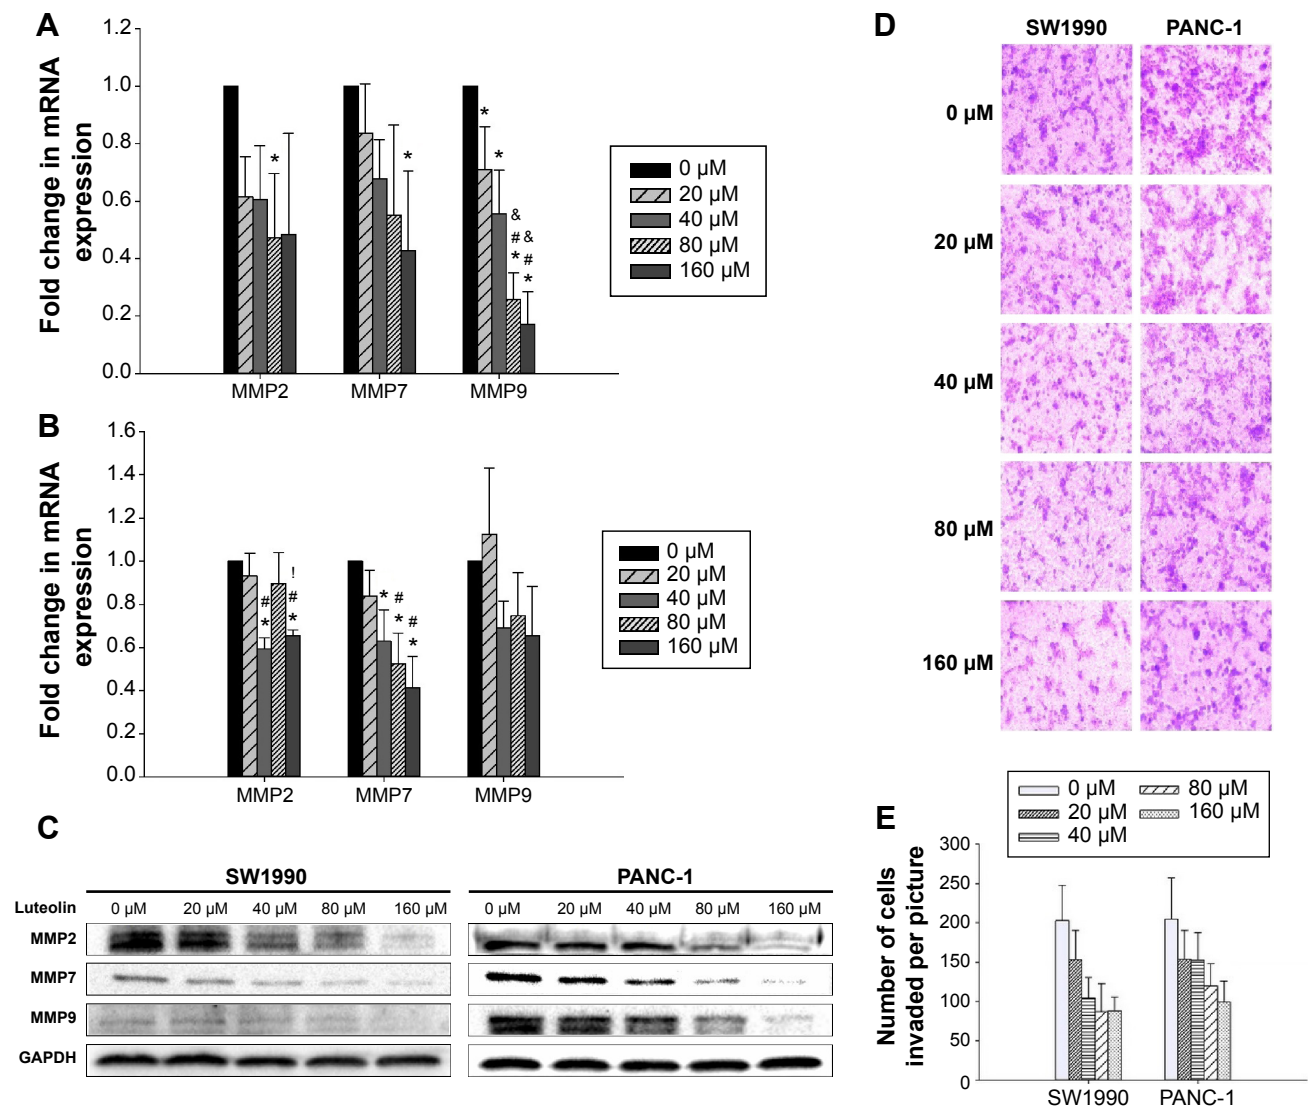 A
Fold change in mRNA
expression
1.2
1.0
0.8
0.6
0.4
0.2
0.0
*
*
*
*
&
#
*
&
#
*
MMP2 MMP7 MMP9
0 µM
20 µM
40 µM
80 µM
160 µM
B
Fold change in mRNA
expression
1.6
1.4
1.2
1.0
0.8
0.6
0.4
0.2
0.0
#
*
!
#
*
*
#
*
#
*
MMP2 MMP7 MMP9
0 µM
20 µM
40 µM
80 µM
160 µM
C
SW1990 PANC-1
Luteolin 0 µM 20 µM 40 µM 80 µM 160 µM 0 µM 20 µM 40 µM 80 µM 160 µM
MMP2
MMP7
MMP9
GAPDH
D
SW1990 PANC-1
0 µM
20 µM
40 µM
80 µM
160 µM
E
0 µM 80 µM
20 µM 160 µM
40 µM
Number of cells
invaded per picture
300
250
200
150
100
50
0
SW1990 PANC-1